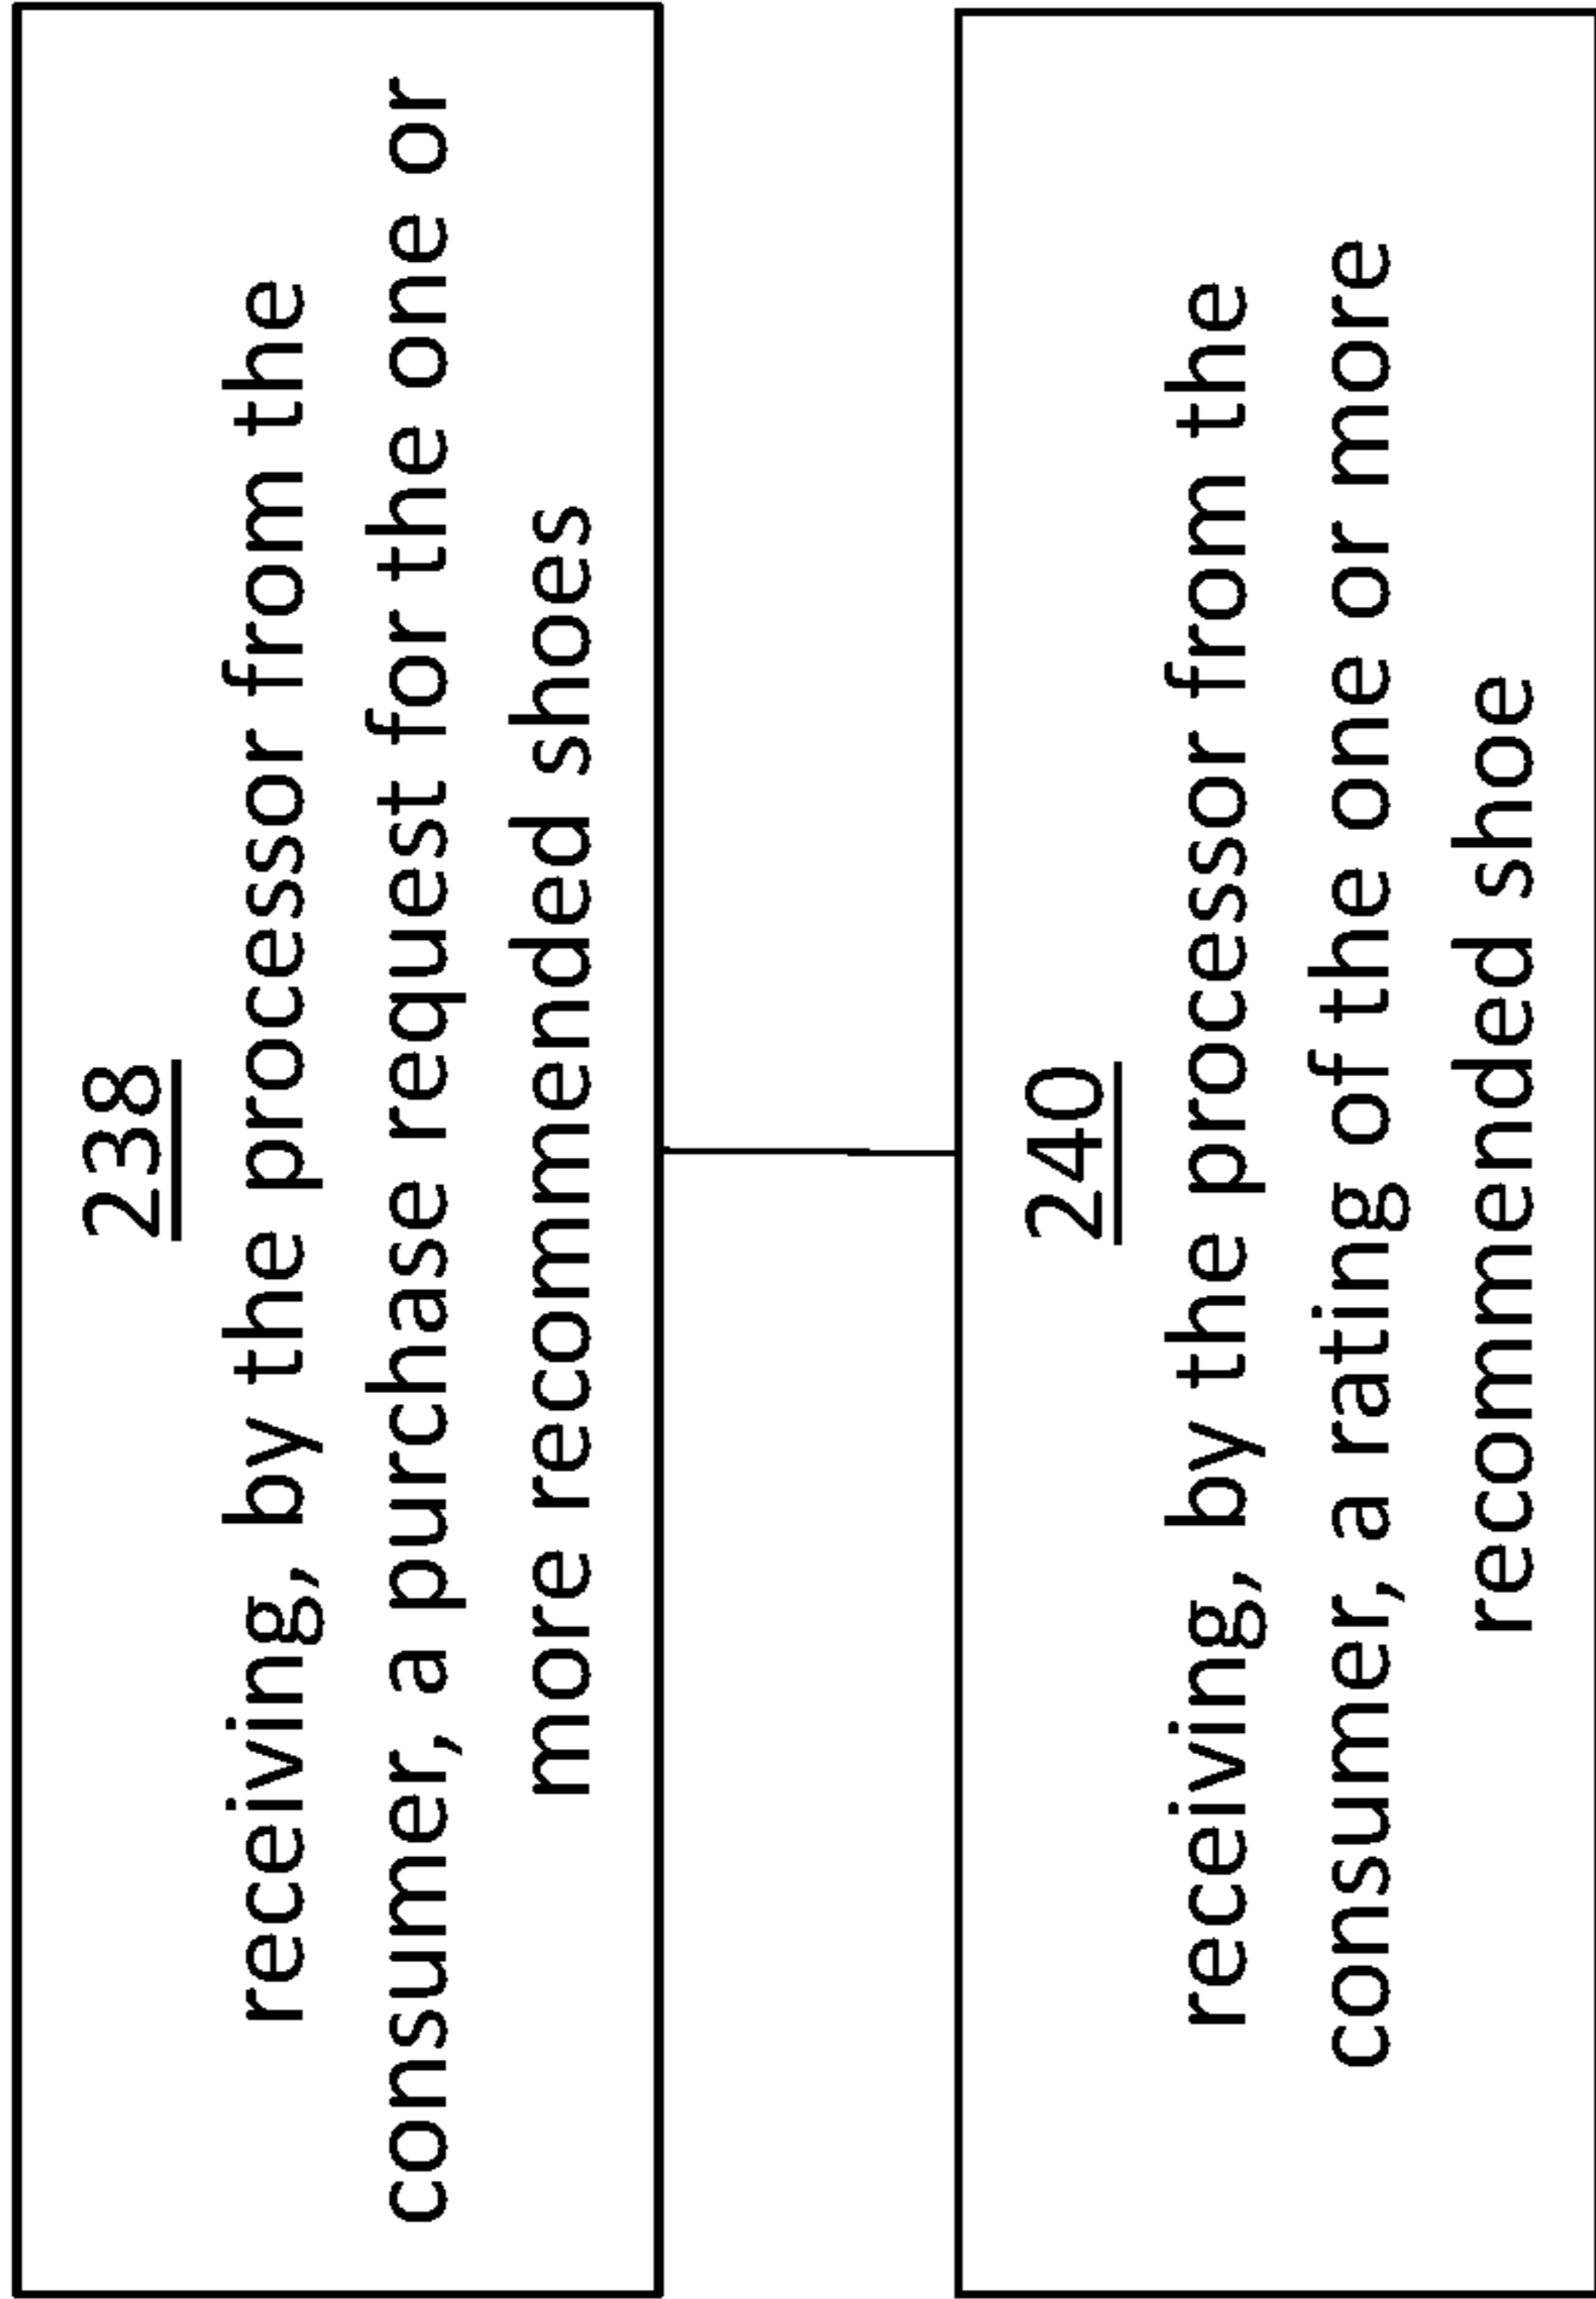 238
receiving, by the processor from the
consumer, a purchase request for the one or
more recommended shoes
240
receiving, by the processor from the
consumer, a rating of the one or more
recommended shoe